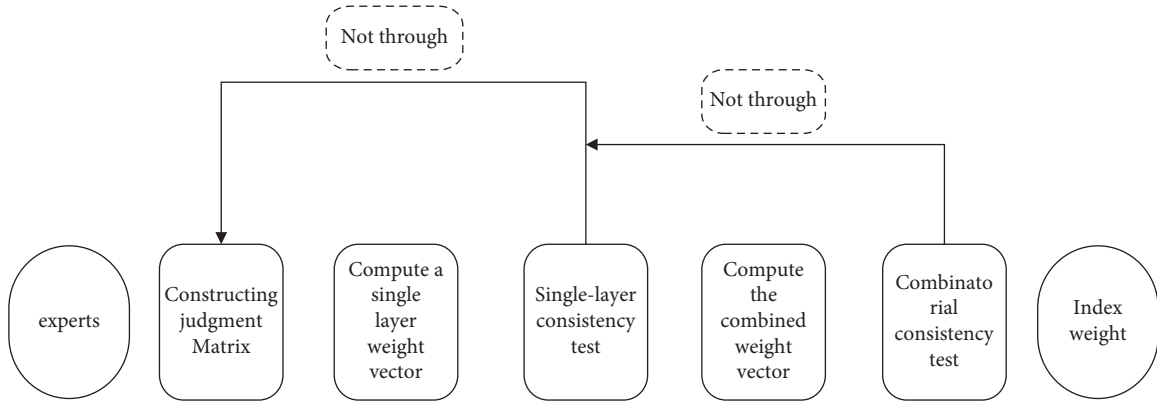 Not through
Not through
experts
Constructing
judgment
Matrix
Compute a
single
layer
weight
vector
Single-layer
consistency
test
Compute
the
combined
weight
vector
Combinato
rial
consistency
test
Index
weight